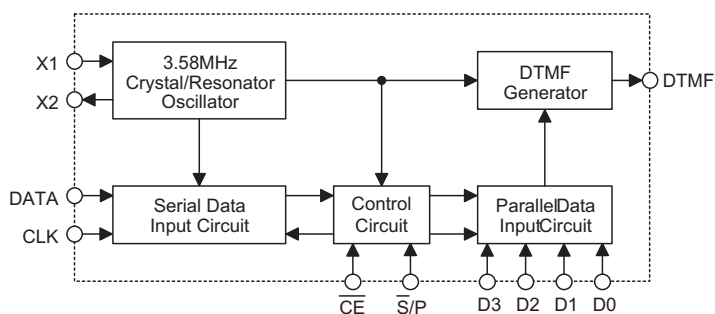 X1
X2
3.58MHz
Crystal/Resonator
Oscillator
DTMF
Generator
DTMF
DATA
CLK
Serial Data
Input Circuit
Control
Circuit
ParallelData
InputCircuit
C̅E̅
S̅/P
D3
D2
D1
D0